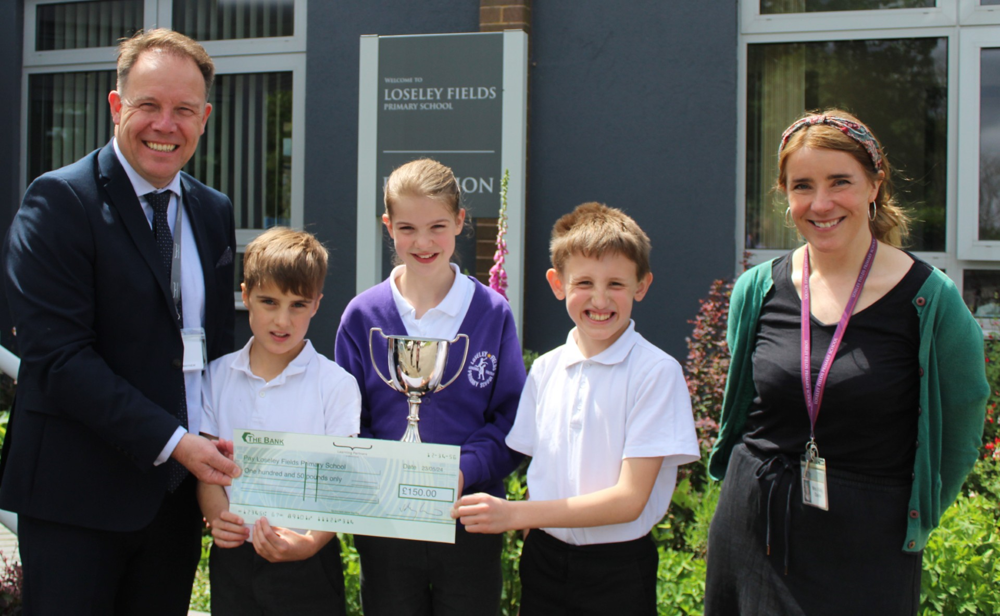 WELCOME TO
LOSELEY FIELDS
PRIMARY SCHOOL
LOSELEY FIELDS
PRIMARY SCHOOL
LOSELEY FIELDS PRIMARY SCHOOL
THE BANK
Learning Partners
12-34-56
Pay Loseley Fields Primary School
Date 23/05/24
One hundred and 50 pounds only
£150.00